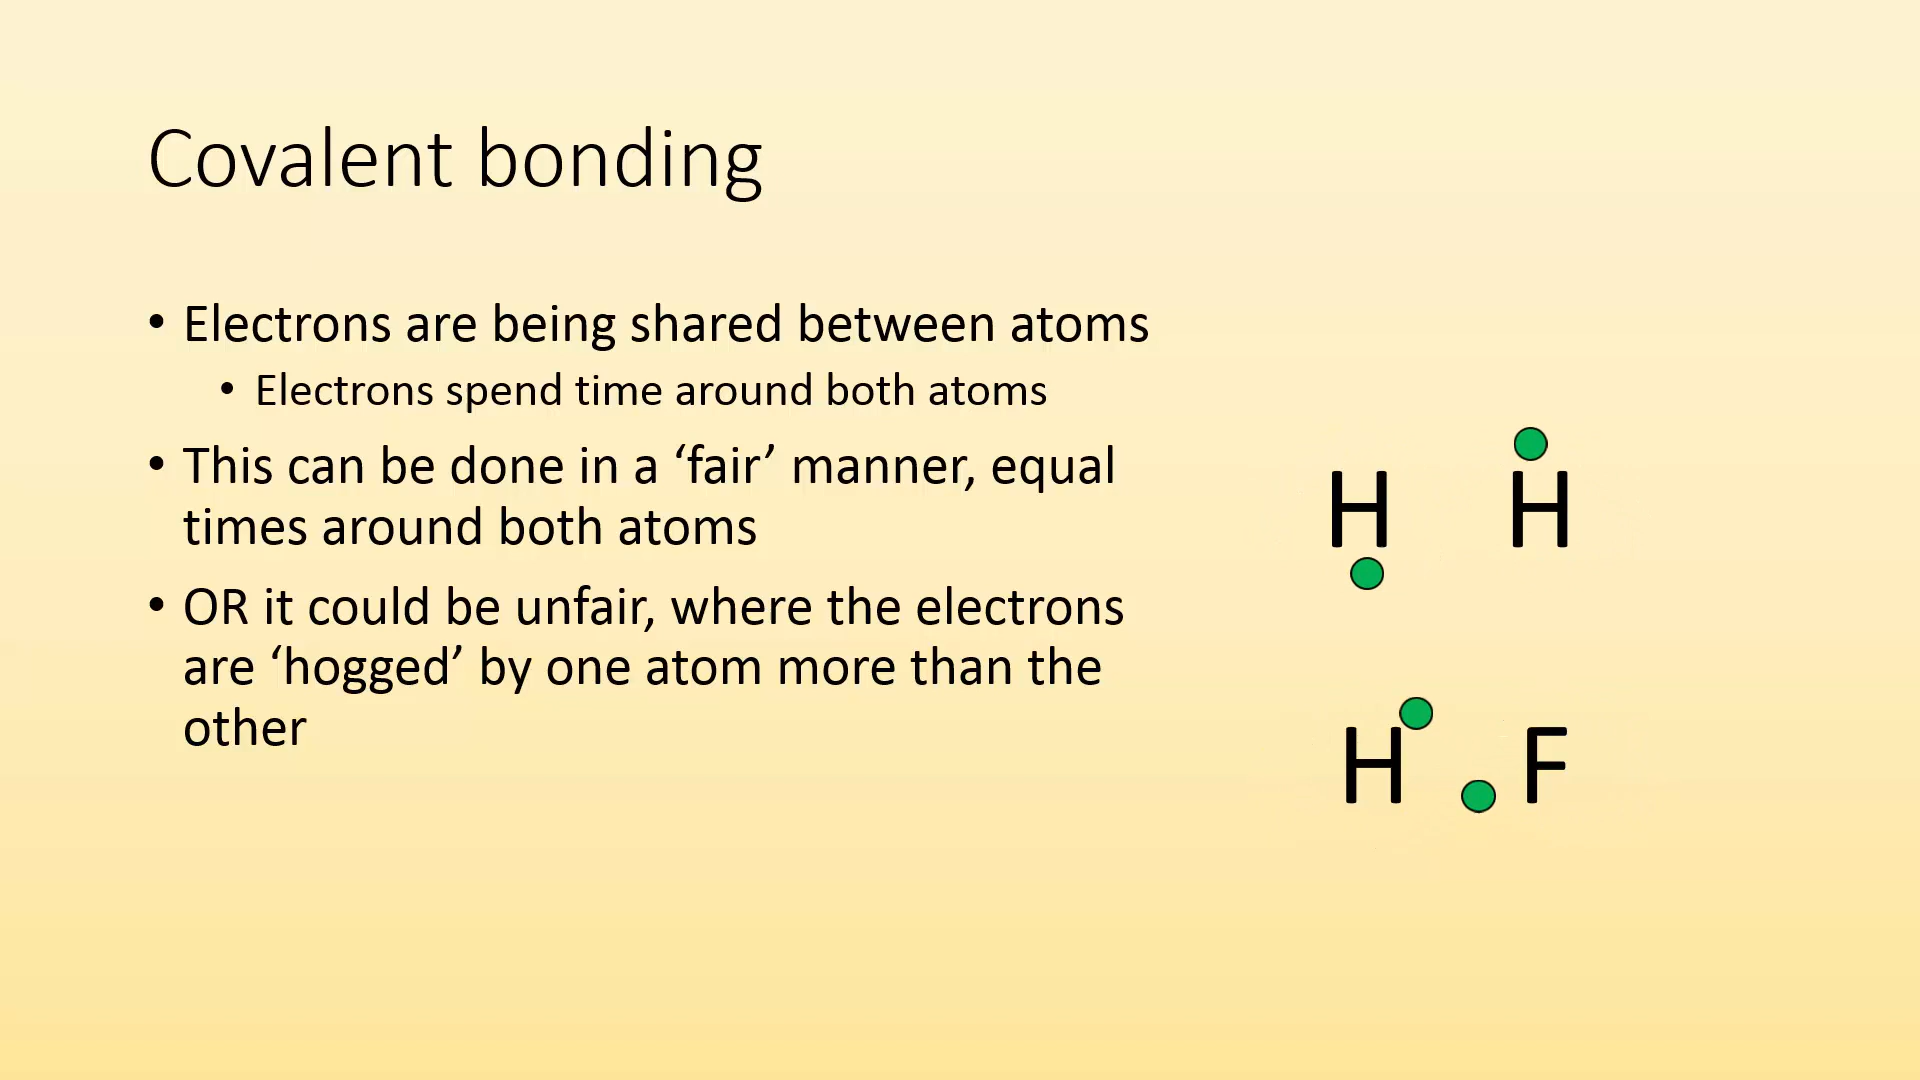 Covalent bonding
• Electrons are being shared between atoms
• Electrons spend time around both atoms
• This can be done in a ‘fair’ manner, equal
times around both atoms
• OR it could be unfair, where the electrons
are ‘hogged’ by one atom more than the
other
H H
H F